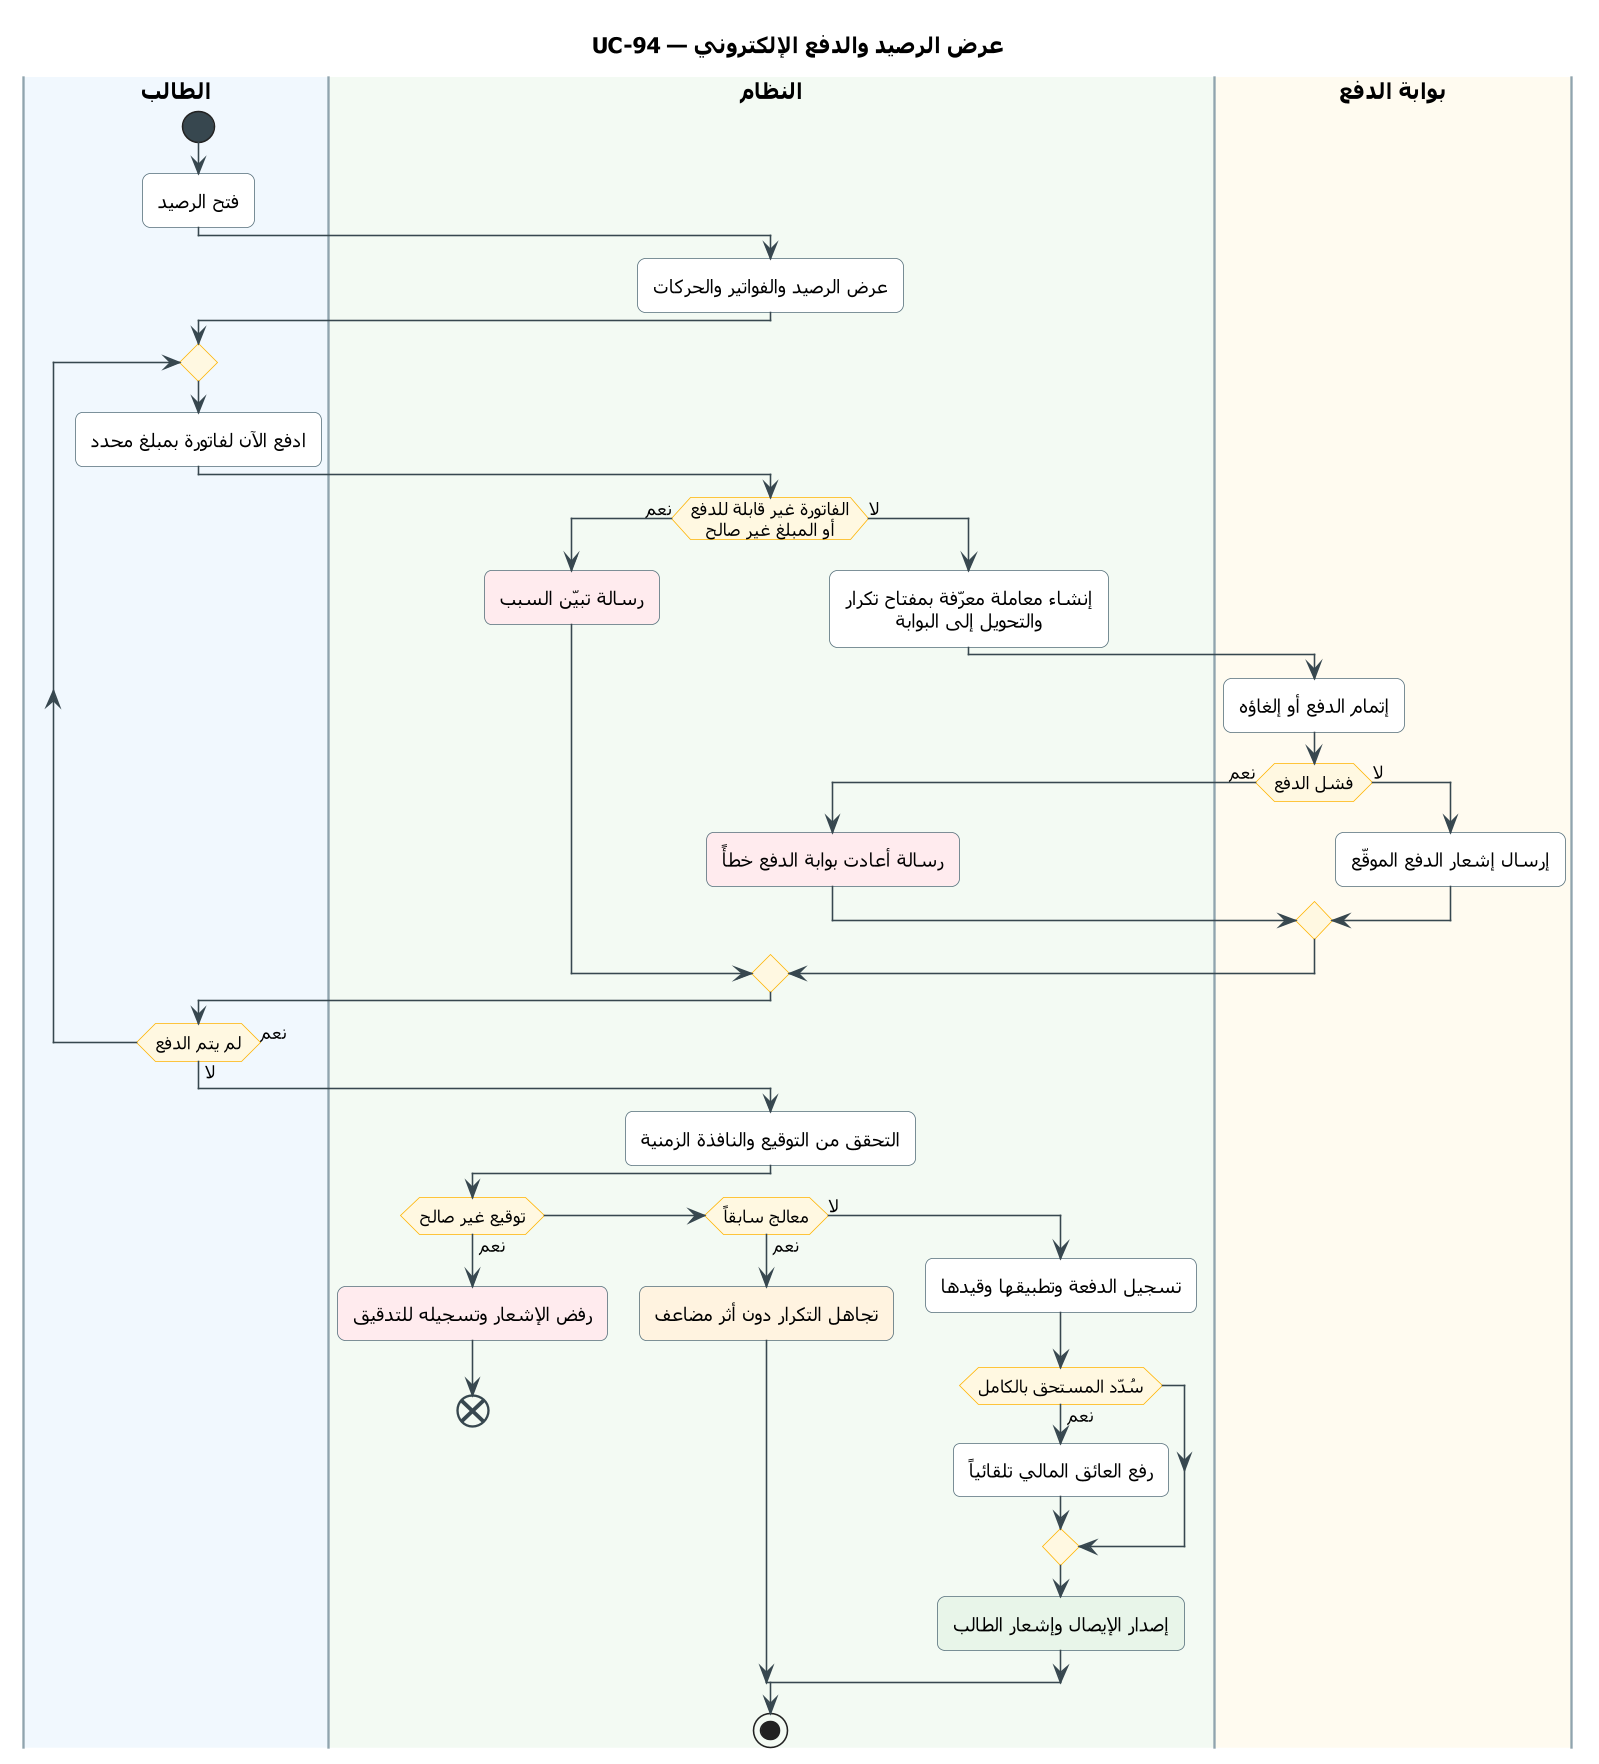 UC-94 — عرض الرصيد والدفع الإلكتروني
الطالب
النظام
بوابة الدفع
فتح الرصيد
عرض الرصيد والفواتير والحركات
ادفع الآن لفاتورة بمبلغ محدد
نعم
الفاتورة غير قابلة للدفع
أو المبلغ غير صالح
لا
رسالة تبيّن السبب
إنشاء معاملة معرّفة بمفتاح تكرار
والتحويل إلى البوابة
إتمام الدفع أو إلغاؤه
نعم
فشل الدفع
لا
رسالة أعادت بوابة الدفع خطأً
إرسال إشعار الدفع الموقّع
لم يتم الدفع
نعم
لا
التحقق من التوقيع والنافذة الزمنية
توقيع غير صالح
نعم
معالج سابقاً
لا
نعم
رفض الإشعار وتسجيله للتدقيق
تجاهل التكرار دون أثر مضاعف
تسجيل الدفعة وتطبيقها وقيدها
سُدّد المستحق بالكامل
نعم
رفع العائق المالي تلقائياً
إصدار الإيصال وإشعار الطالب